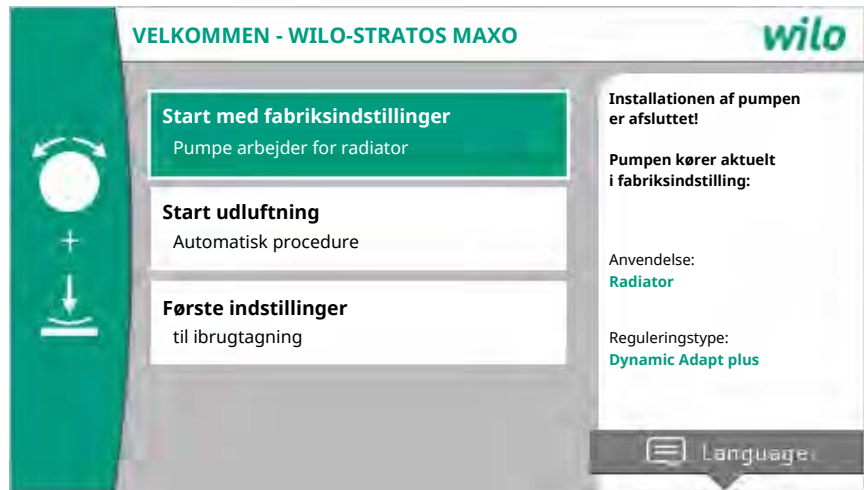 VELKOMMEN - WILO-STRATOS MAXO
wilo
Start med fabriksindstillinger
Pumpe arbejder for radiator
Start udluftning
Automatisk procedure
Første indstillinger
til ibrugtagning
Installationen af pumpen
er afsluttet!
Pumpen kører aktuelt
i fabriksindstilling:
Anvendelse:
Radiator
Reguleringstype:
Dynamic Adapt plus
Language